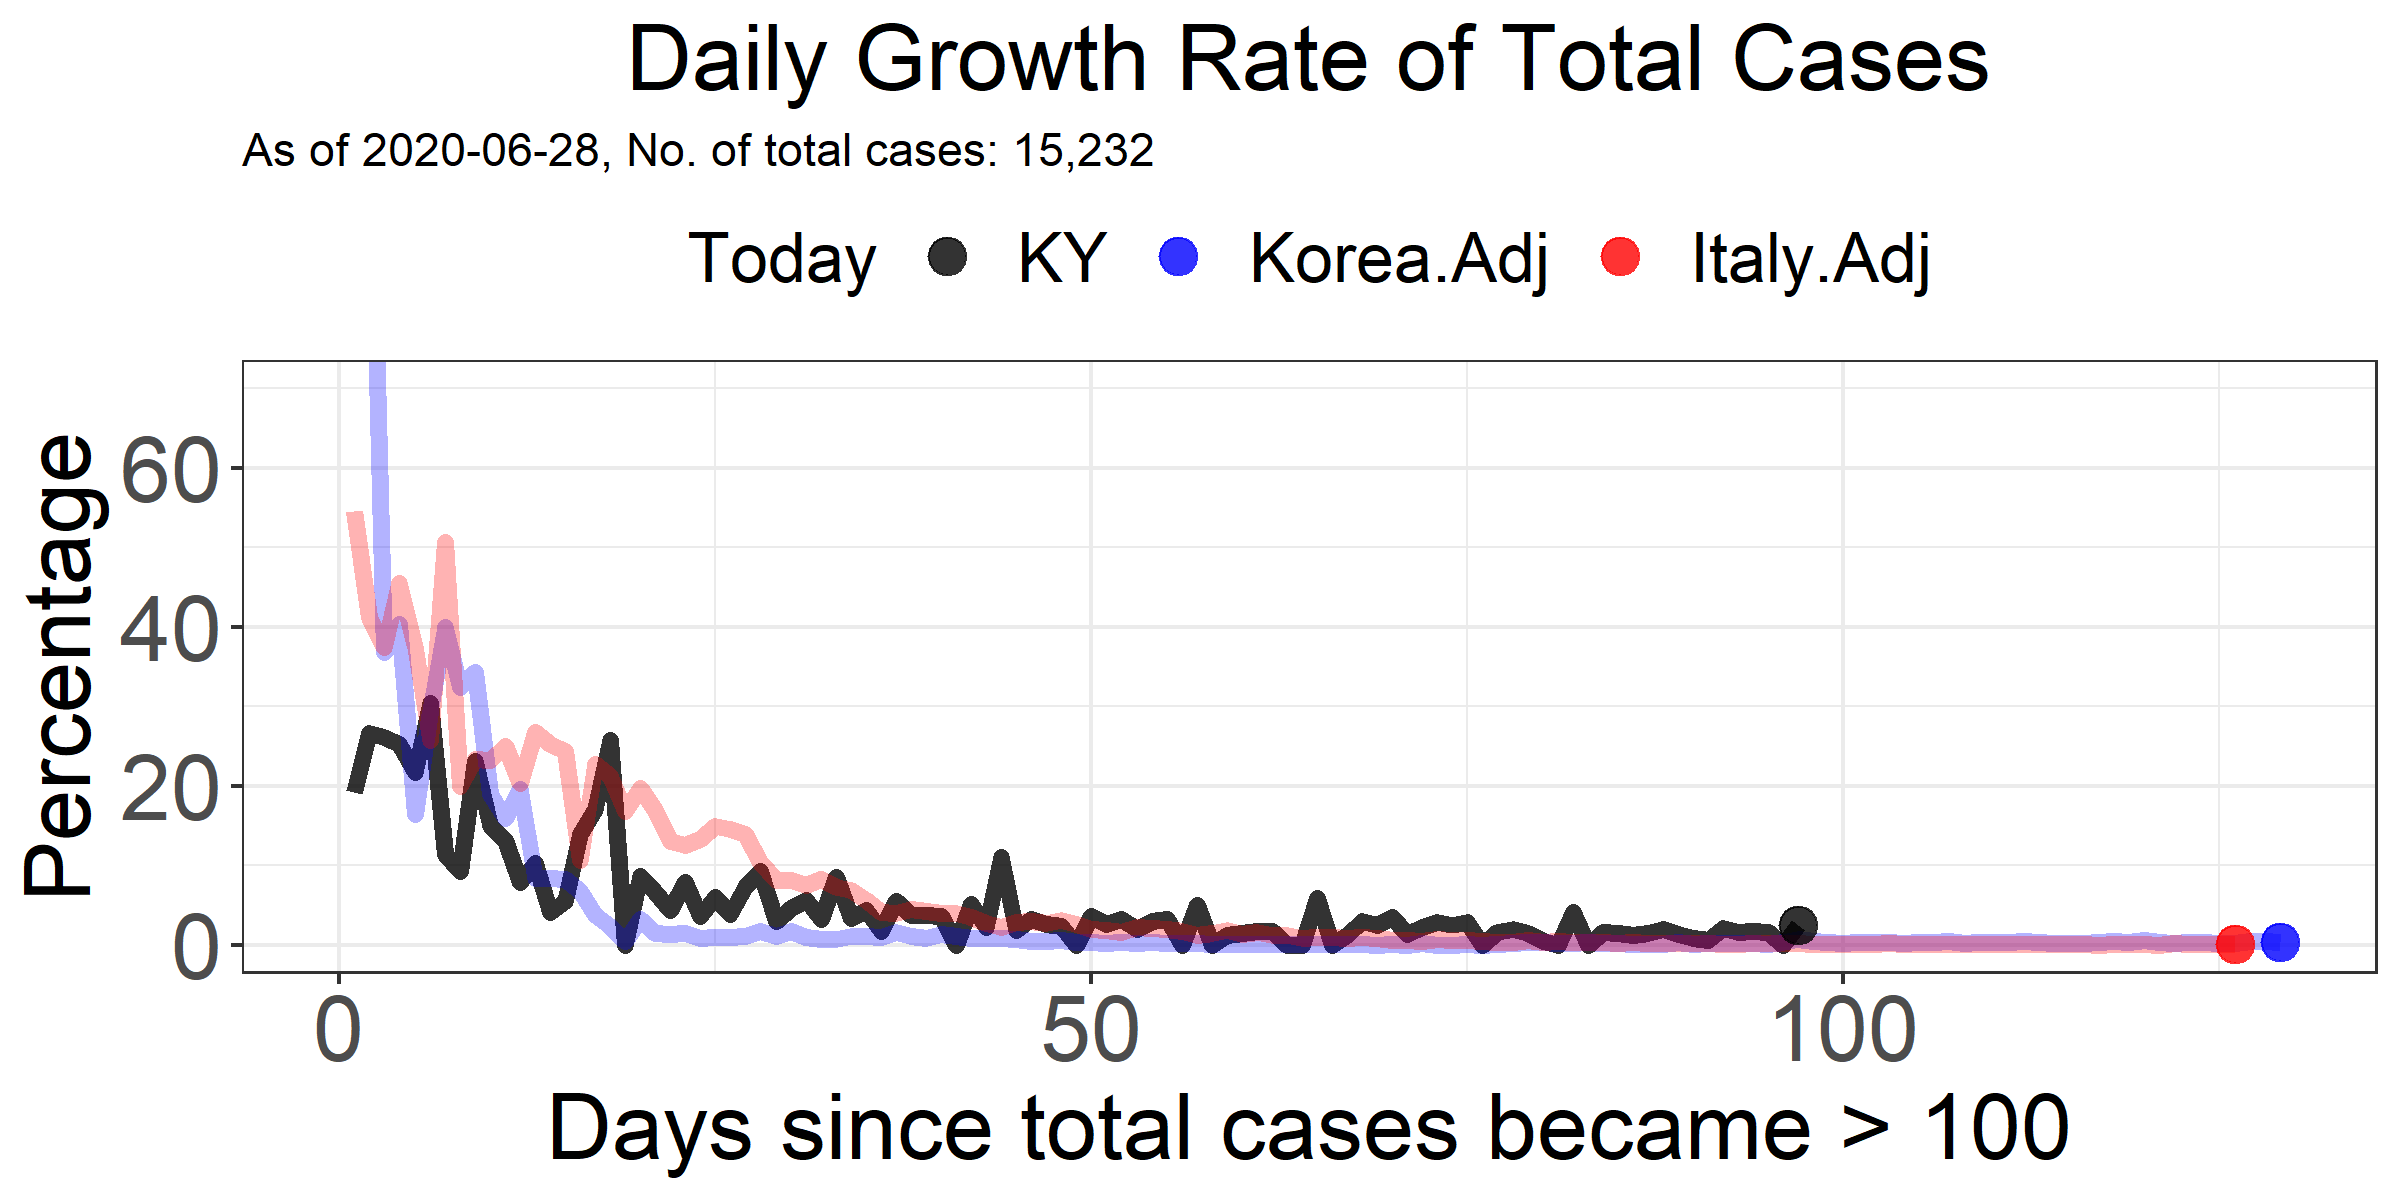 Daily Growth Rate of Total Cases
As of 2020-06-28, No. of total cases: 15,232
Today KY Korea.Adj Italy.Adj
Percentage
60
40
20
0
0 50 100
Days since total cases became > 100